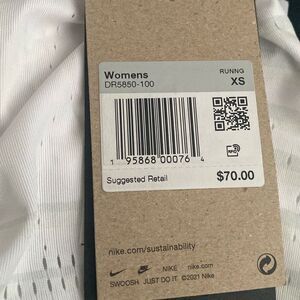 Womens
RUNNG
DR5850-100
XS
1 95868 00076 4
Suggested Retail
$70.00
nike.com/sustainability
NIKE nike.com
SWOOSH JUST DO IT. ©2021 Nike